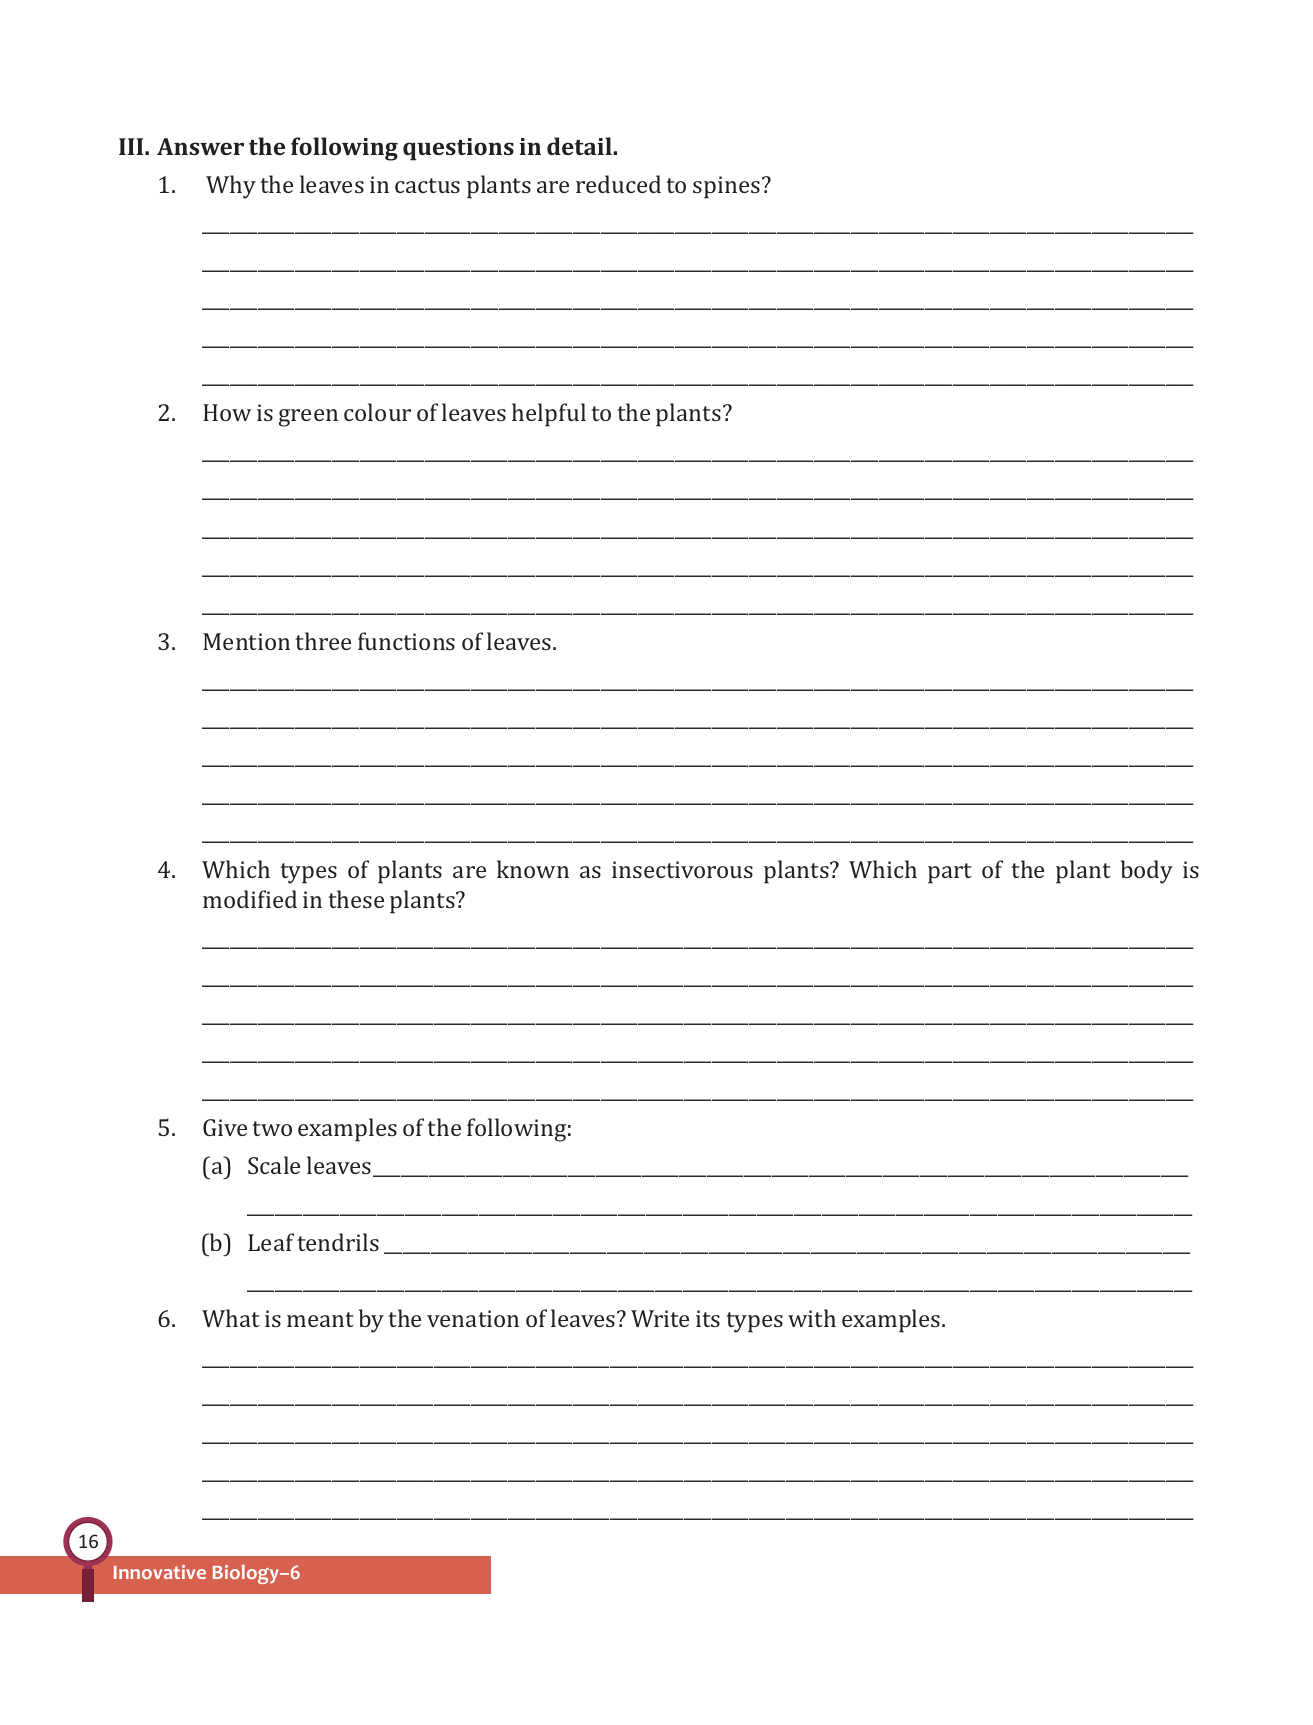 III. Answer the following questions in detail.
1. Why the leaves in cactus plants are reduced to spines?
2. How is green colour of leaves helpful to the plants?
3. Mention three functions of leaves.
4. Which types of plants are known as insectivorous plants? Which part of the plant body is
modified in these plants?
5. Give two examples of the following:
(a) Scale leaves
(b) Leaf tendrils
6. What is meant by the venation of leaves? Write its types with examples.
16
Innovative Biology–6